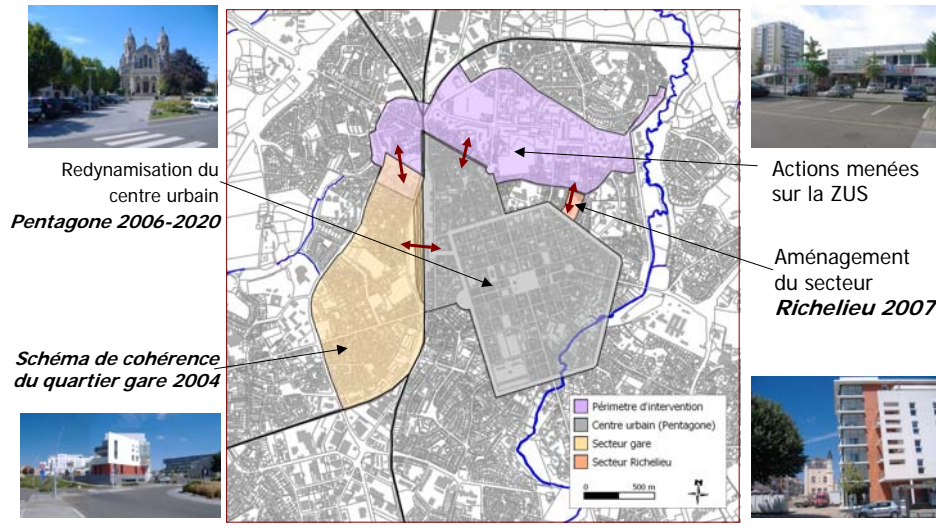 Redynamisation du
centre urbain
Pentagone 2006-2020
Schéma de cohérence
du quartier gare 2004
Actions menées
sur la ZUS
Aménagement
du secteur
Richelieu 2007
Périmetre d'intervention
Centre urbain (Pentagone)
Secteur gare
Secteur Richelieu
0 500 m
N